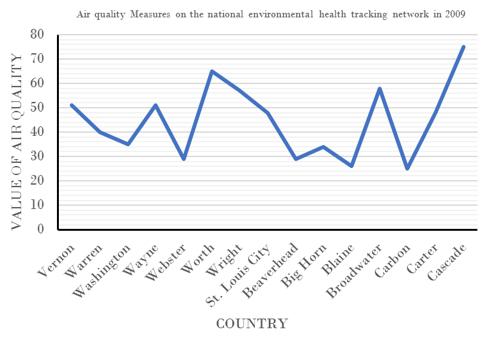 Air quality Measures on the national environmental health tracking network in 2009
VALUE OF AIR QUALITY
80
70
60
50
40
30
20
10
0
Vernon
Warren
Washington
Wayne
Webster
Worth
Wright
St. Louis City
Beaverhead
Big Horn
Blaine
Broadwater
Carbon
Carter
Cascade
COUNTRY